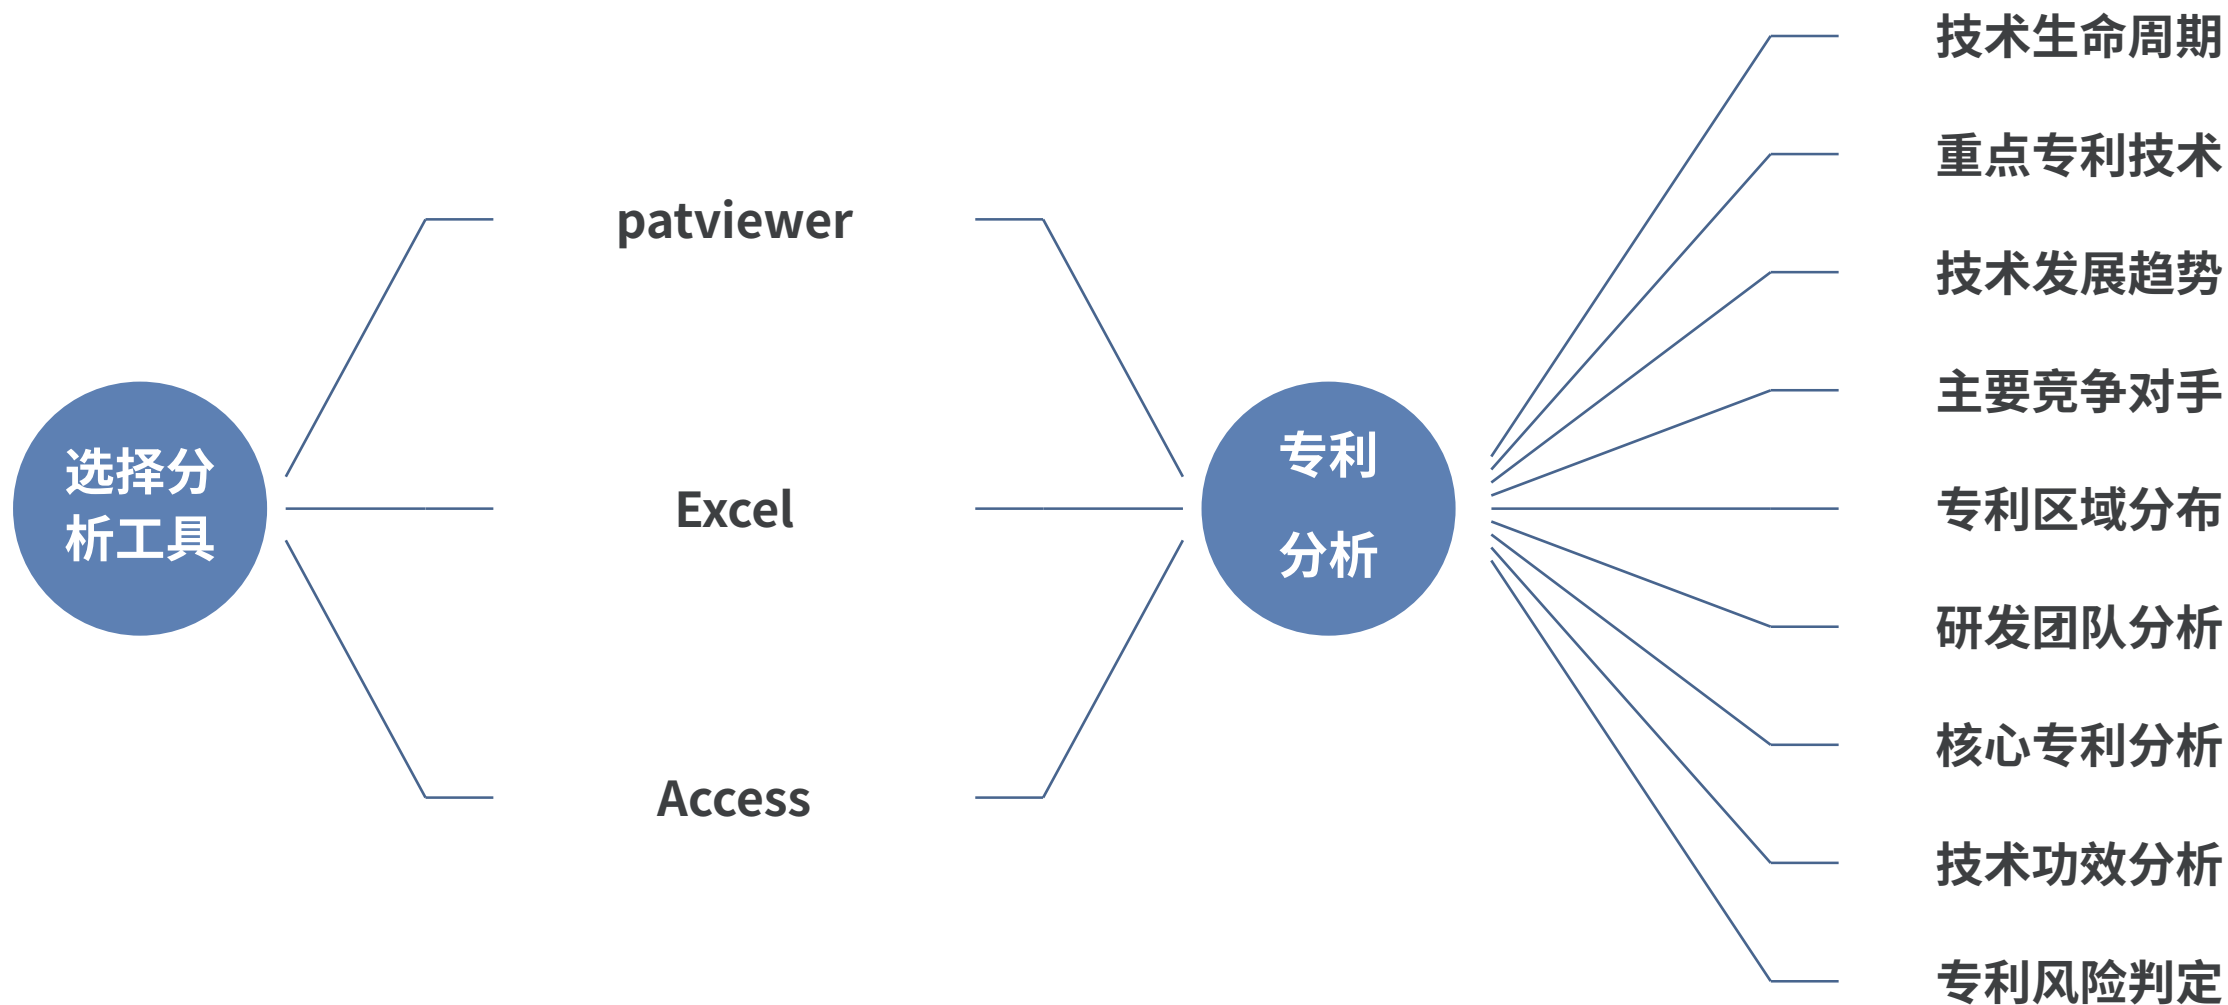 选择分
析工具
patviewer
Excel
Access
专利
分析
技术生命周期
重点专利技术
技术发展趋势
主要竞争对手
专利区域分布
研发团队分析
核心专利分析
技术功效分析
专利风险判定